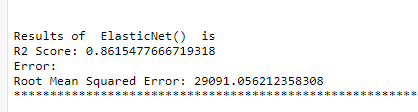 Results of  ElasticNet()  is
R2 Score: 0.8615477666719318
Error:
Root Mean Squared Error: 29091.056212358308
********************************************************